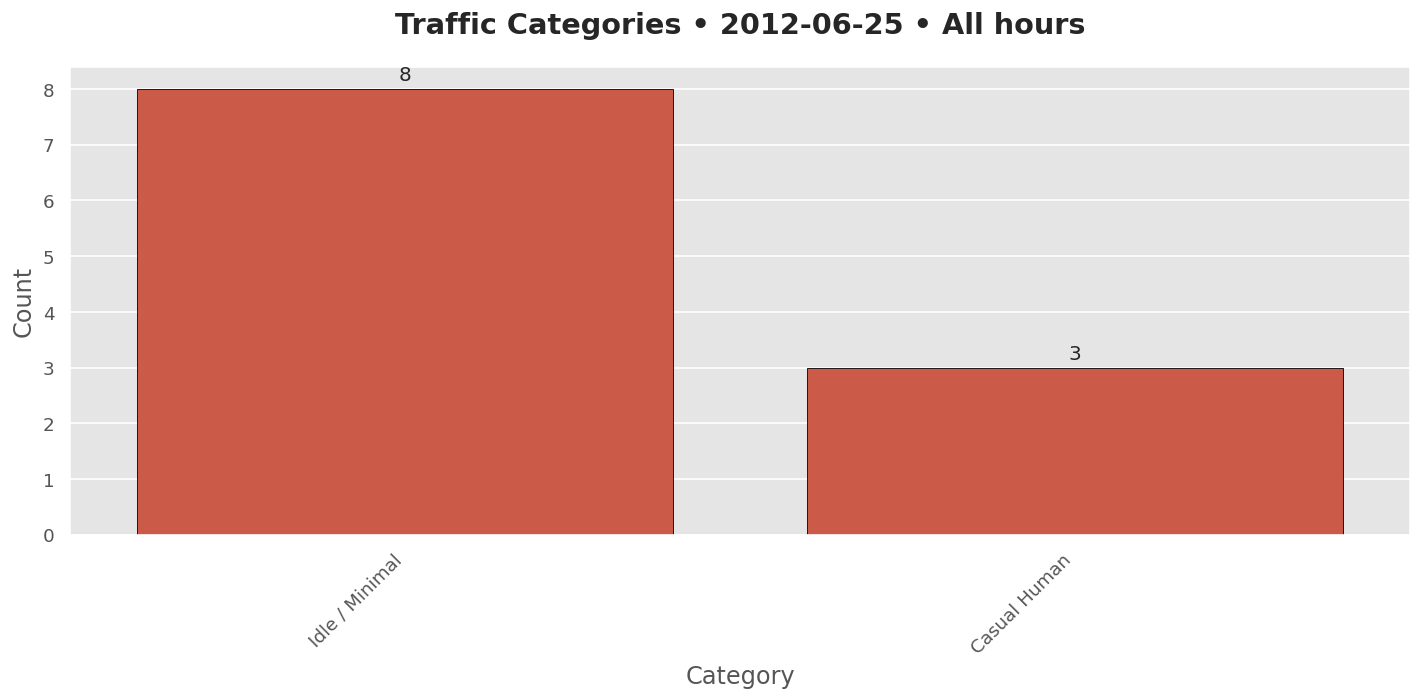 Traffic Categories • 2012-06-25 • All hours
8
3
8
7
6
5
4
3
2
1
0
Count
Idle / Minimal
Casual Human
Category